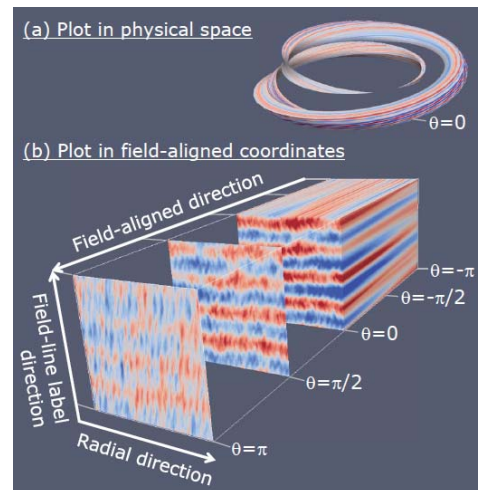 (a) Plot in physical space
θ=0
(b) Plot in field-aligned coordinates
Field-aligned direction
θ=-π
θ=-π/2
θ=0
Field-line label
direction
θ=π/2
Radial direction
θ=π